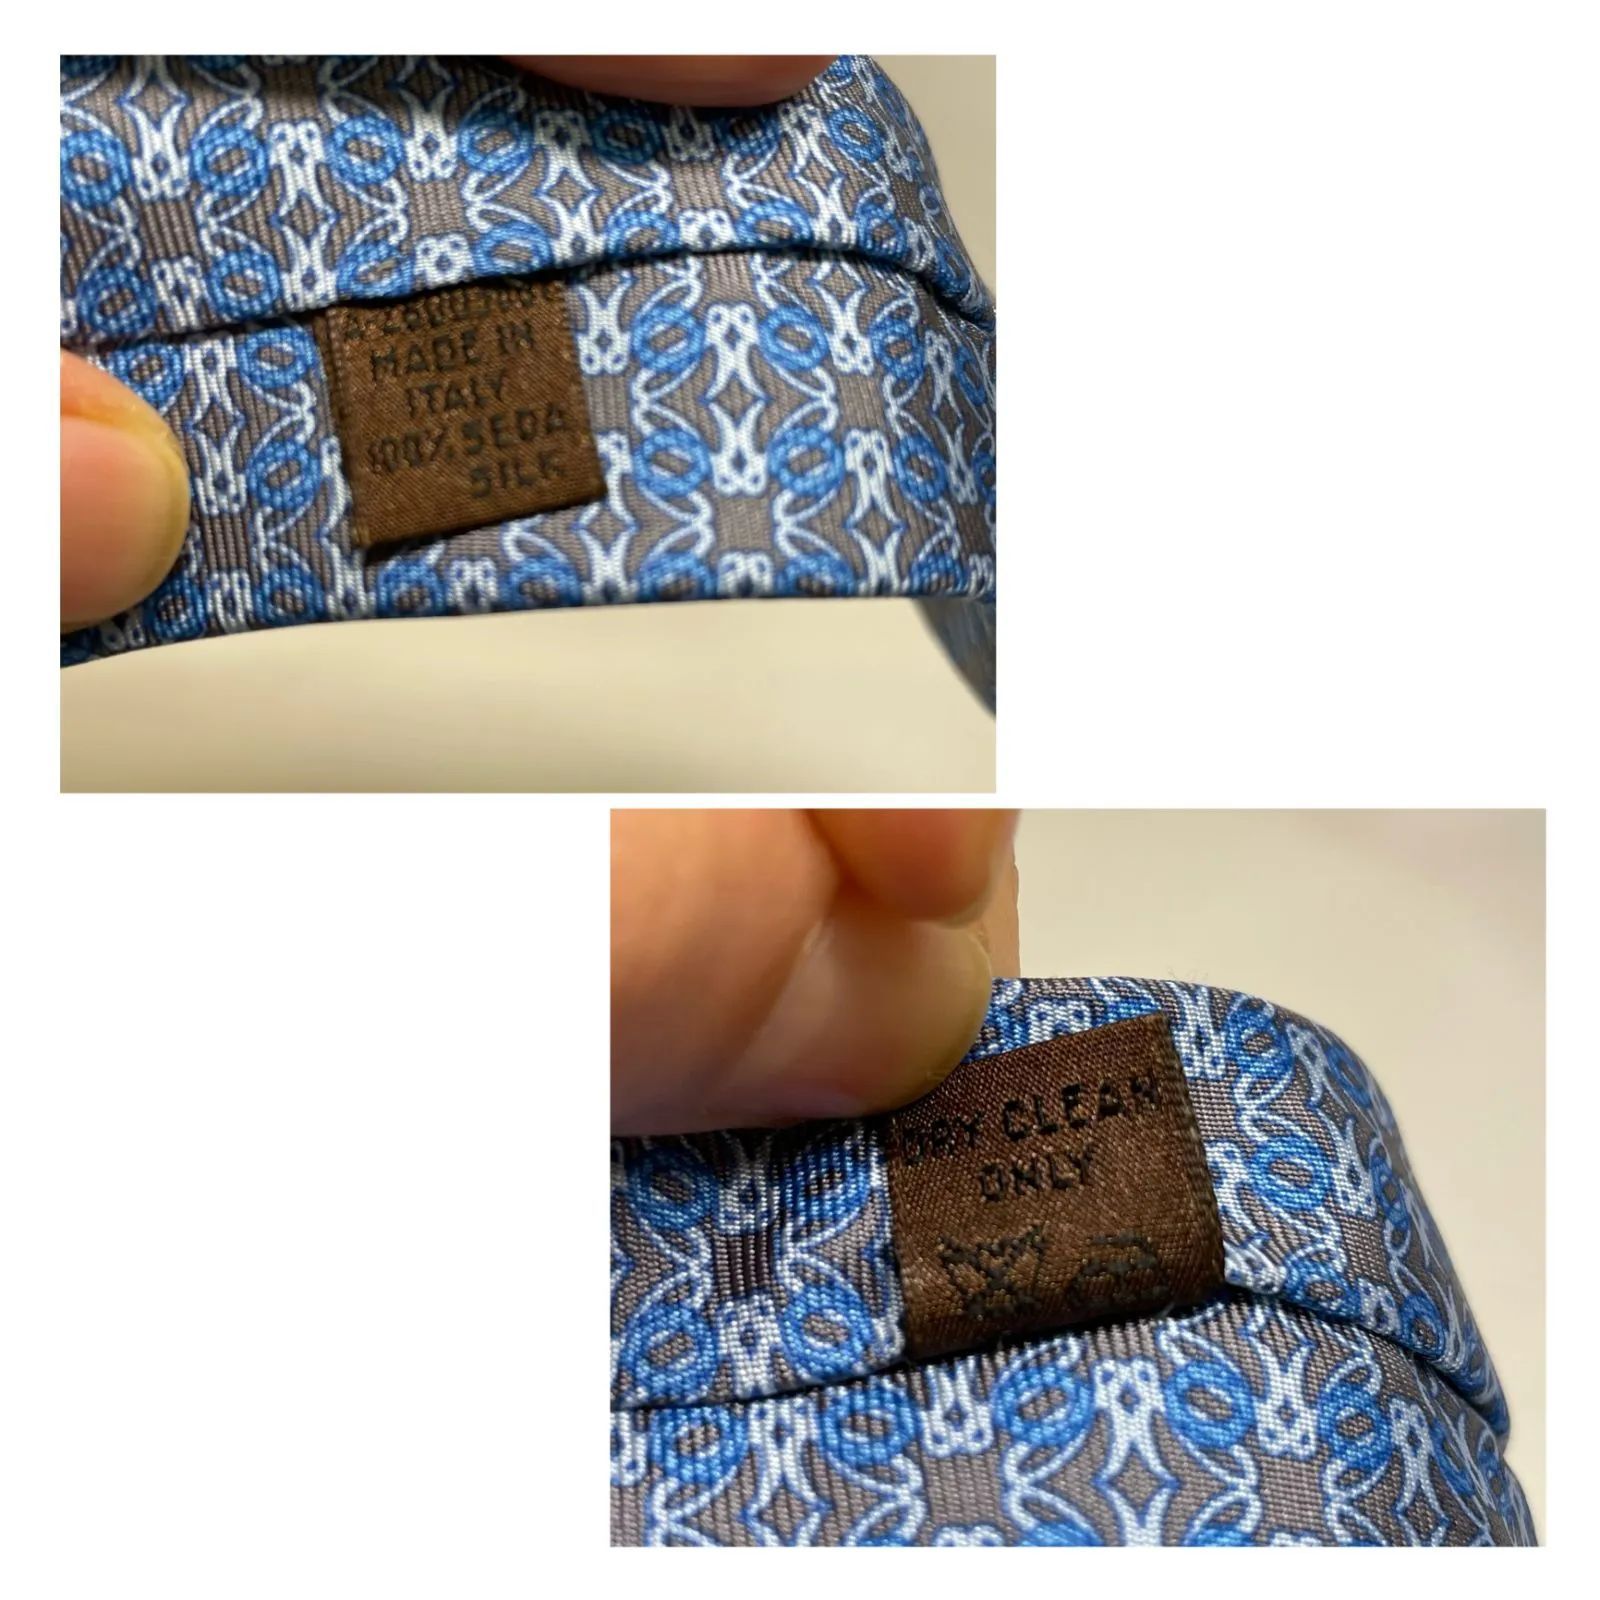 MADE IN
ITALY
100% SEDA
SILK
DRY CLEAN
ONLY